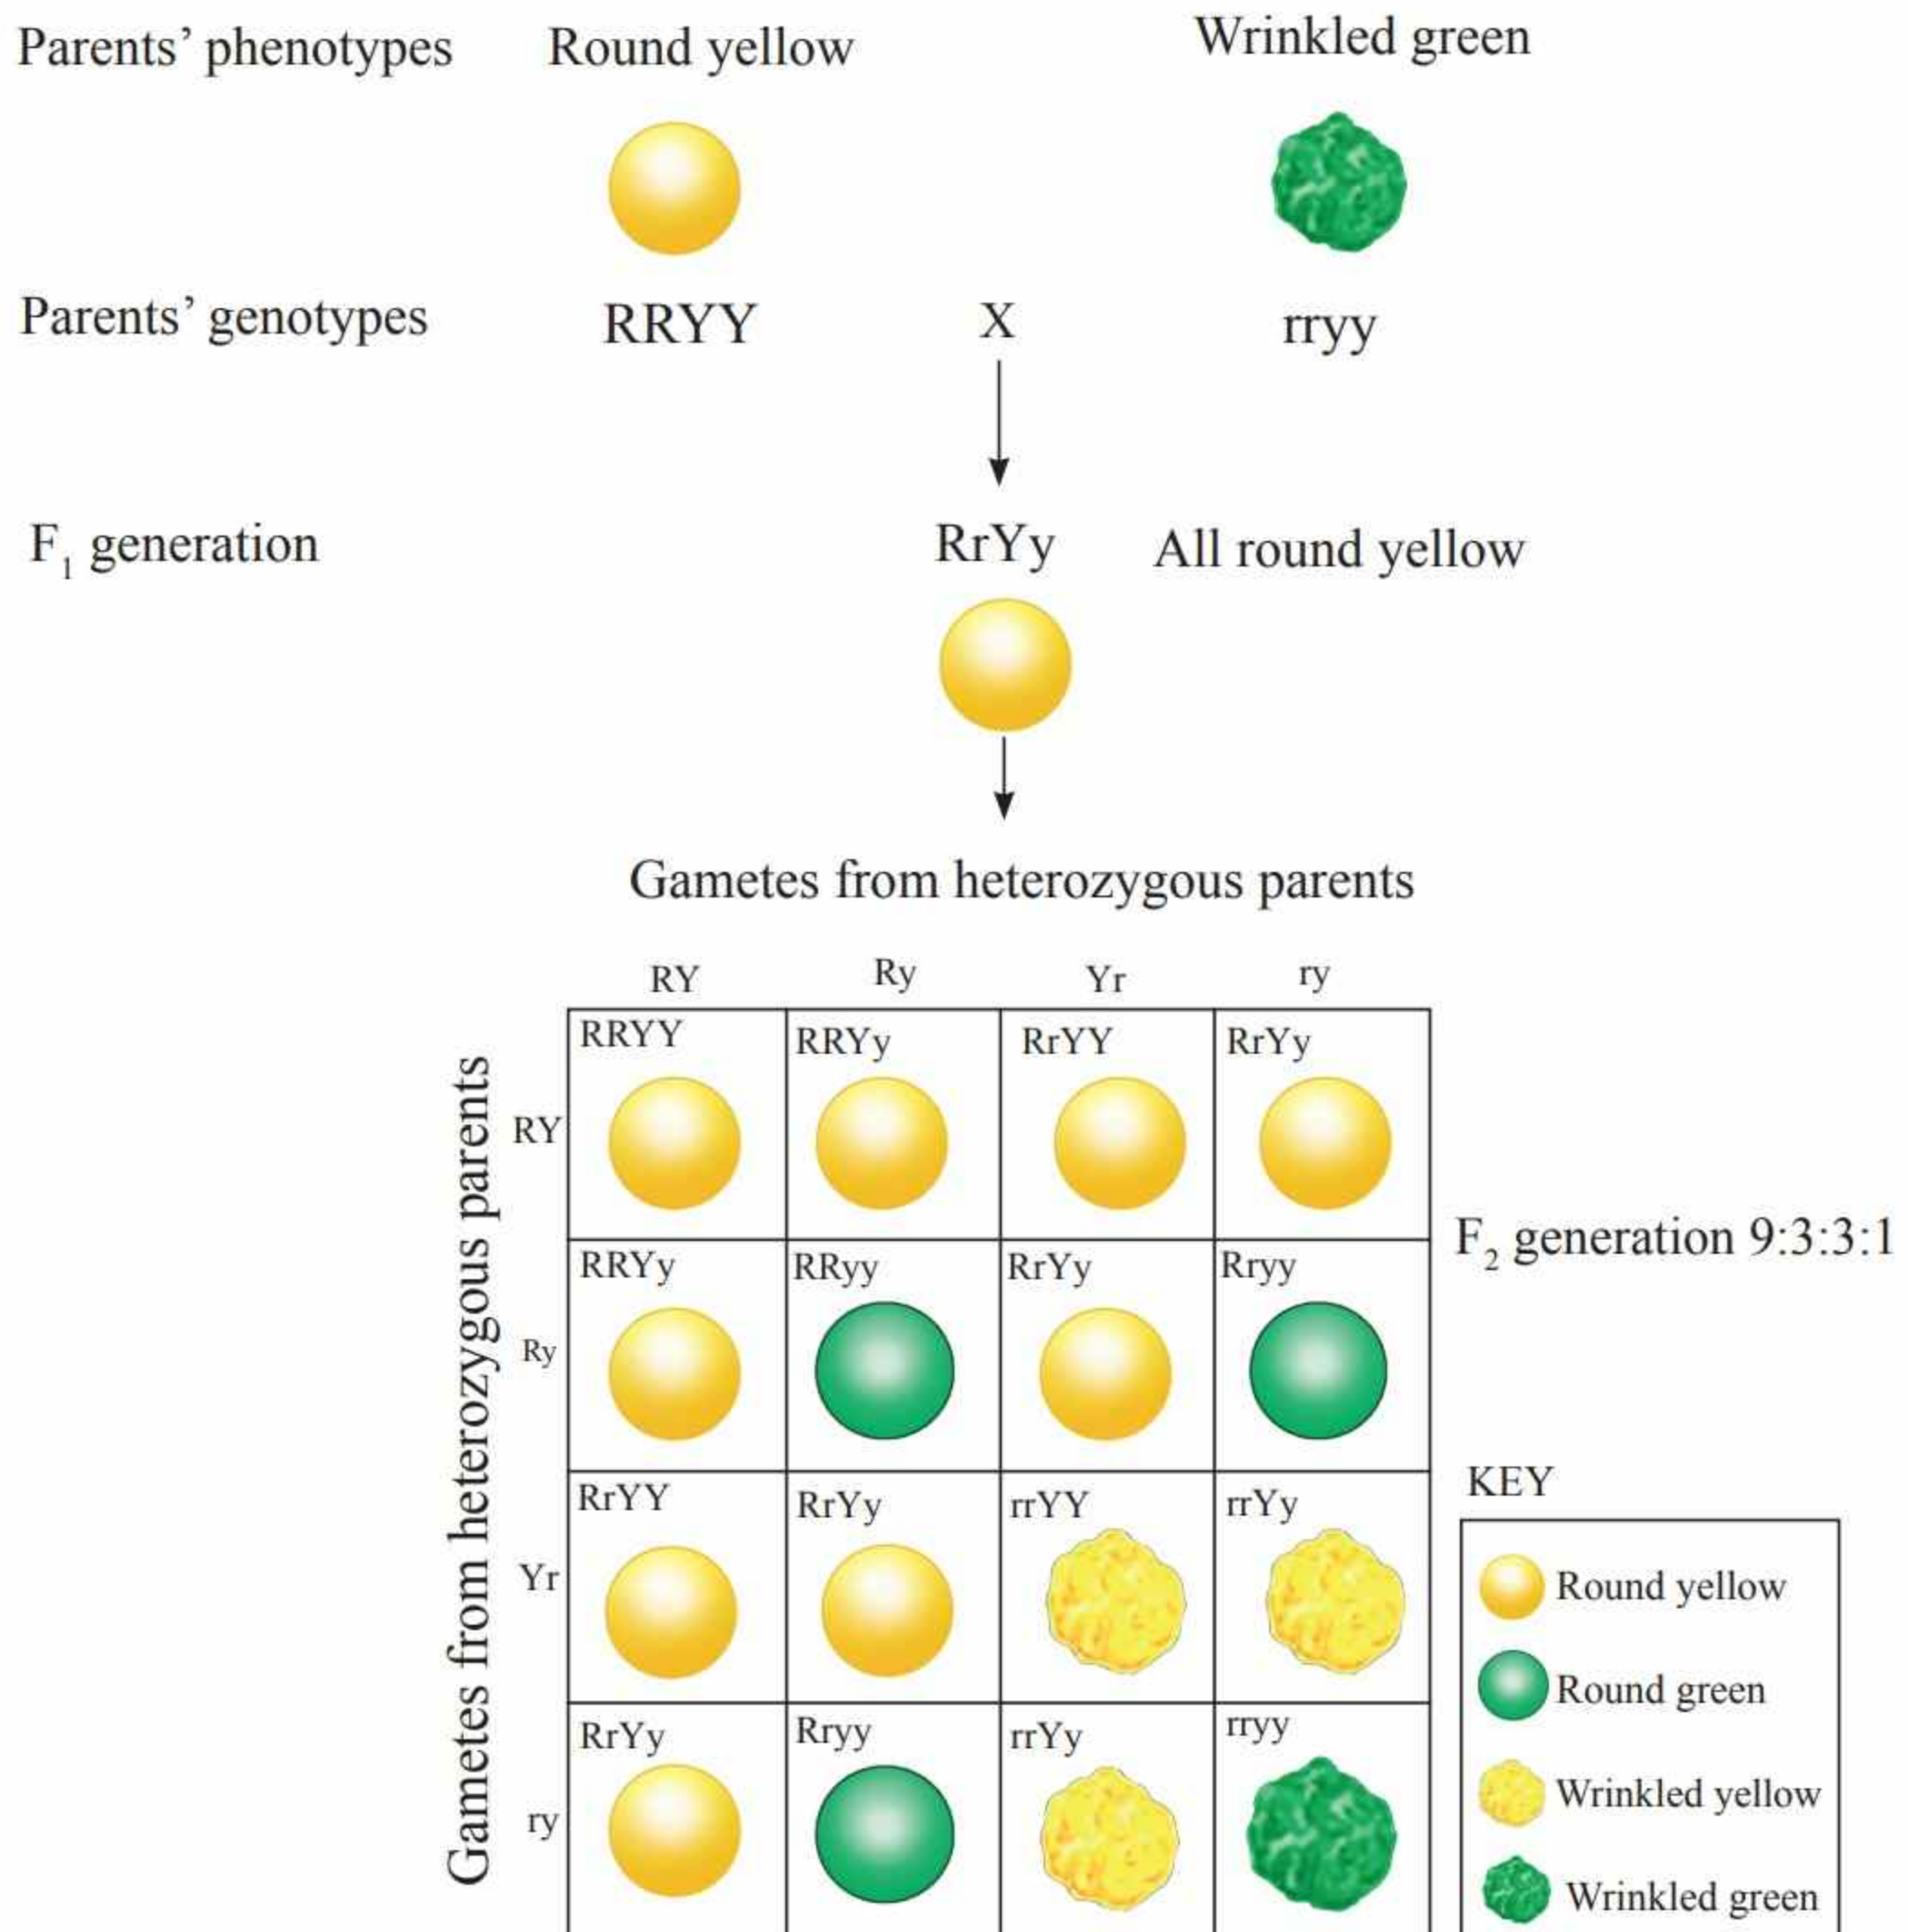 Parents’ phenotypes Round yellow Wrinkled green
Parents’ genotypes RRYY X rryy
F₁ generation RrYy All round yellow
Gametes from heterozygous parents
RY Ry Yr ry
Gametes from heterozygous parents
RY RRYY RRYy RrYY RrYy
F₂ generation 9:3:3:1
Ry RRYy RRyy RrYy Rryy
Yr RrYY RrYy rrYY rrYy
ry RrYy Rryy rrYy rryy
KEY
Round yellow
Round green
Wrinkled yellow
Wrinkled green